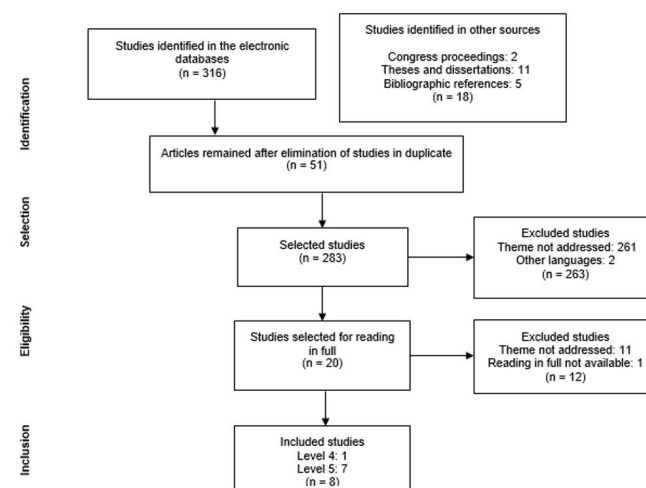 Studies identified in the electronic
databases
(n = 316)
Studies identified in other sources
Congress proceedings: 2
Theses and dissertations: 11
Bibliographic references: 5
(n = 18)
Identification
Articles remained after elimination of studies in duplicate
(n = 51)
Selection
Selected studies
(n = 283)
Excluded studies
Theme not addressed: 261
Other languages: 2
(n = 263)
Eligibility
Studies selected for reading
in full
(n = 20)
Excluded studies
Theme not addressed: 11
Reading in full not available: 1
(n = 12)
Inclusion
Included studies
Level 4: 1
Level 5: 7
(n = 8)